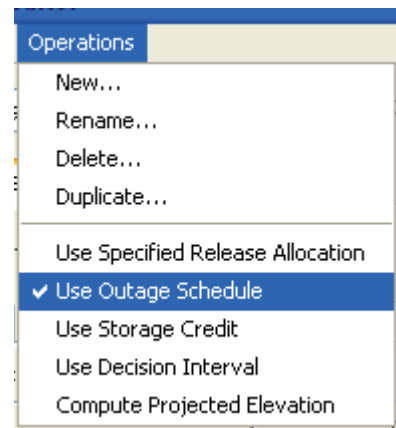 Operations
New...
Rename...
Delete...
Duplicate...
Use Specified Release Allocation
Use Outage Schedule
Use Storage Credit
Use Decision Interval
Compute Projected Elevation